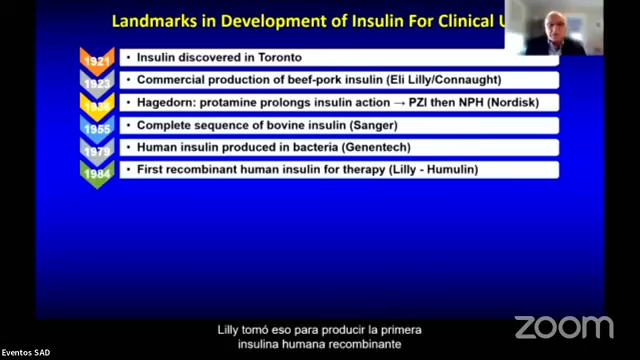 Landmarks in Development of Insulin For Clinical U
1921 • Insulin discovered in Toronto
1923 • Commercial production of beef-pork insulin (Eli Lilly/Connaught)
1936 • Hagedorn: protamine prolongs insulin action → PZI then NPH (Nordisk)
1955 • Complete sequence of bovine insulin (Sanger)
1979 • Human insulin produced in bacteria (Genentech)
1984 • First recombinant human insulin for therapy (Lilly - Humulin)
zoom
Lilly tomó eso para producir la primera
insulina humana recombinante
Eventos SAD